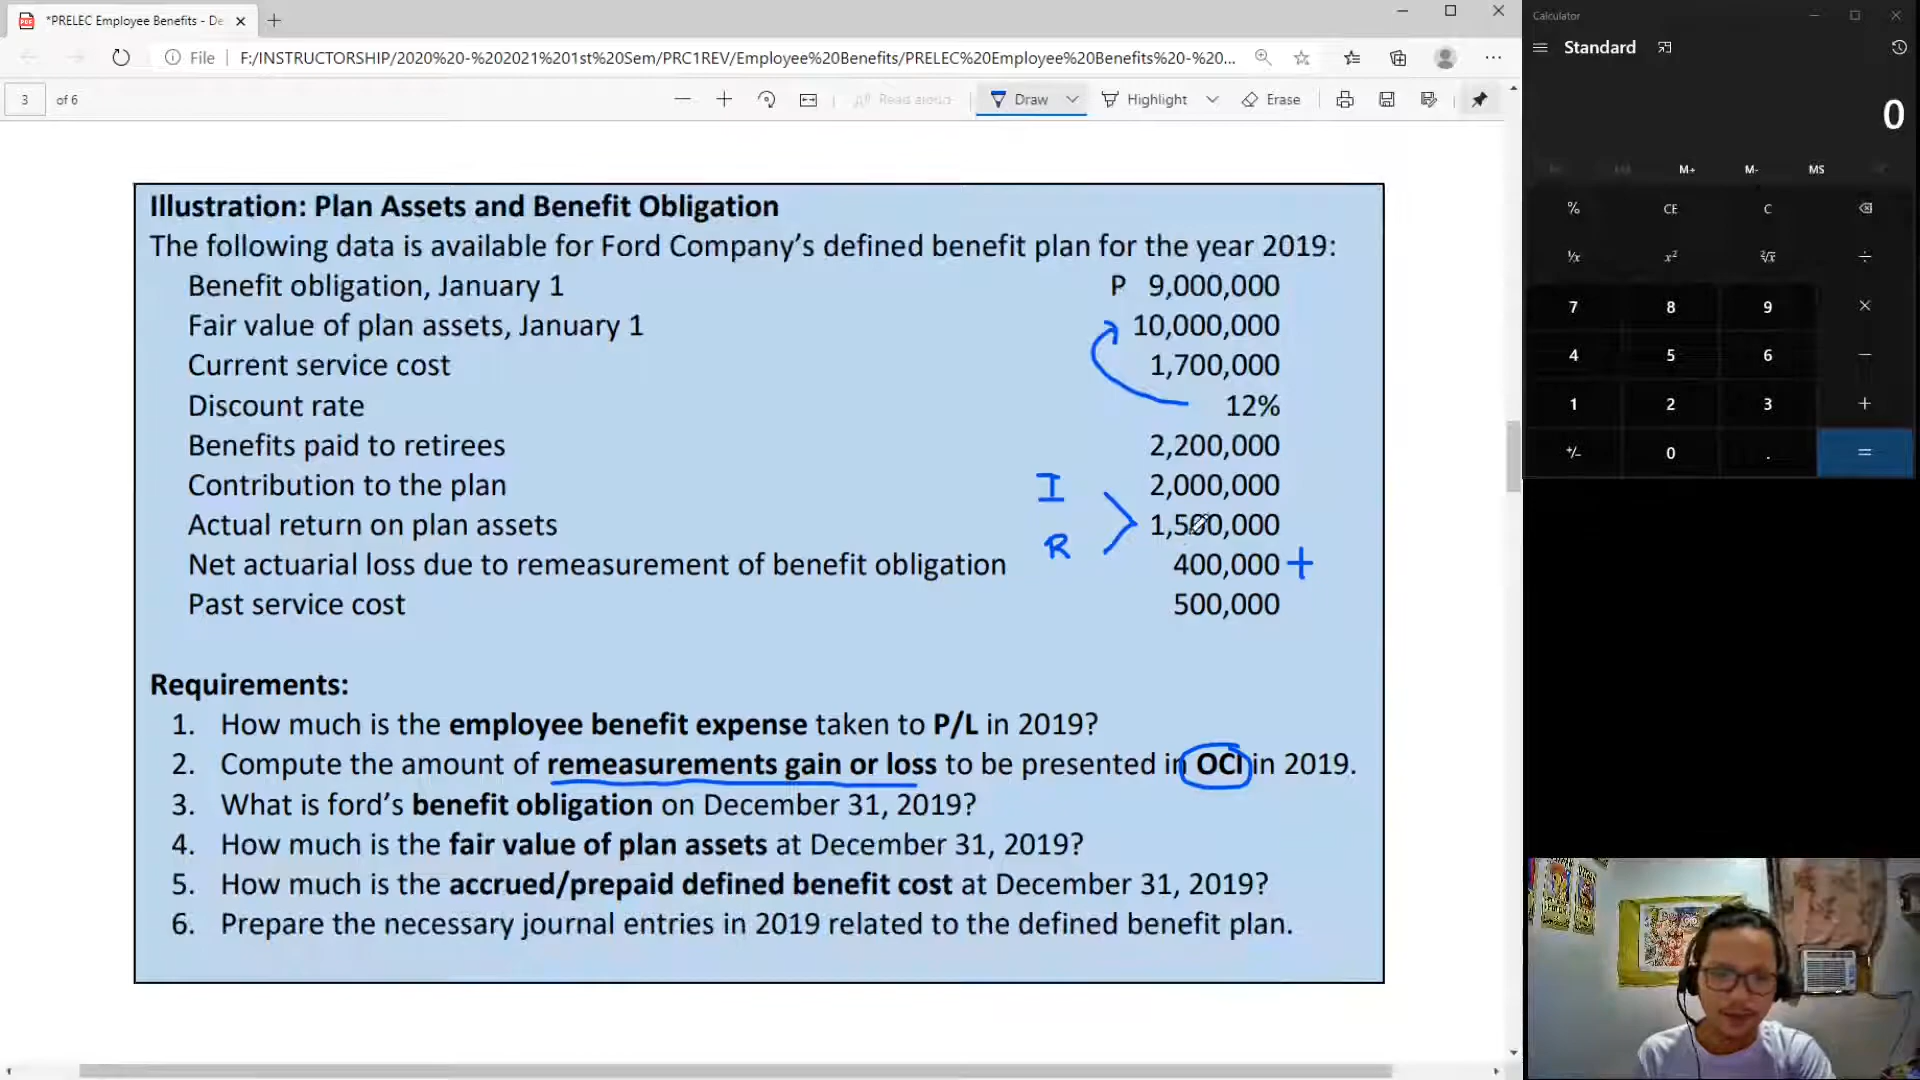 *PRELEC Employee Benefits - De
File F:/INSTRUCTORSHIP/2020%20-%202021%201st%20Sem/PRC1REV/Employee%20Benefits/PRELEC%20Employee%20Benefits%20-%20...
3 of 6
Read aloud
Draw
Highlight
Erase
Illustration: Plan Assets and Benefit Obligation
The following data is available for Ford Company's defined benefit plan for the year 2019:
Benefit obligation, January 1 P 9,000,000
Fair value of plan assets, January 1 10,000,000
Current service cost 1,700,000
Discount rate 12%
Benefits paid to retirees 2,200,000
Contribution to the plan I 2,000,000
Actual return on plan assets 1,500,000
R
Net actuarial loss due to remeasurement of benefit obligation 400,000 +
Past service cost 500,000
Requirements:
1. How much is the employee benefit expense taken to P/L in 2019?
2. Compute the amount of remeasurements gain or loss to be presented in OCI in 2019.
3. What is ford's benefit obligation on December 31, 2019?
4. How much is the fair value of plan assets at December 31, 2019?
5. How much is the accrued/prepaid defined benefit cost at December 31, 2019?
6. Prepare the necessary journal entries in 2019 related to the defined benefit plan.
Calculator
Standard
0
M+ M- MS
% CE C
1/x x² ²√x ÷
7 8 9 ×
4 5 6 −
1 2 3 +
+/- 0 . =